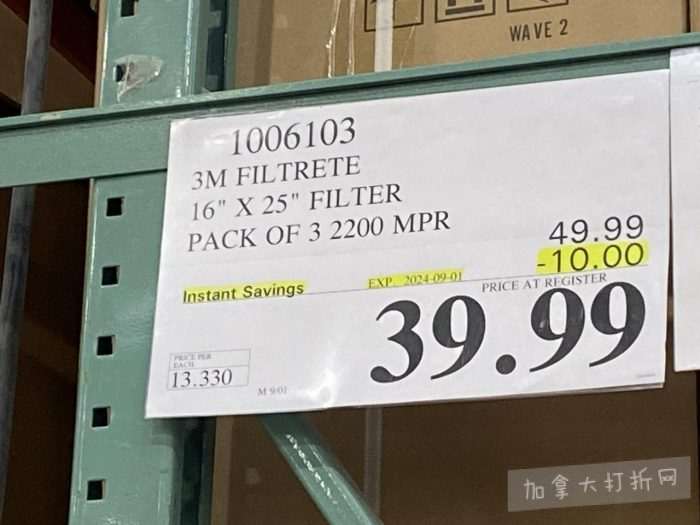 WAVE 2
1006103
3M FILTRETE
16" X 25" FILTER
PACK OF 3 2200 MPR
49.99
-10.00
Instant Savings
EXP. 2024-09-01
PRICE AT REGISTER
39.99
PRICE PER
EACH
13.330
M 9/01
加拿大打折网